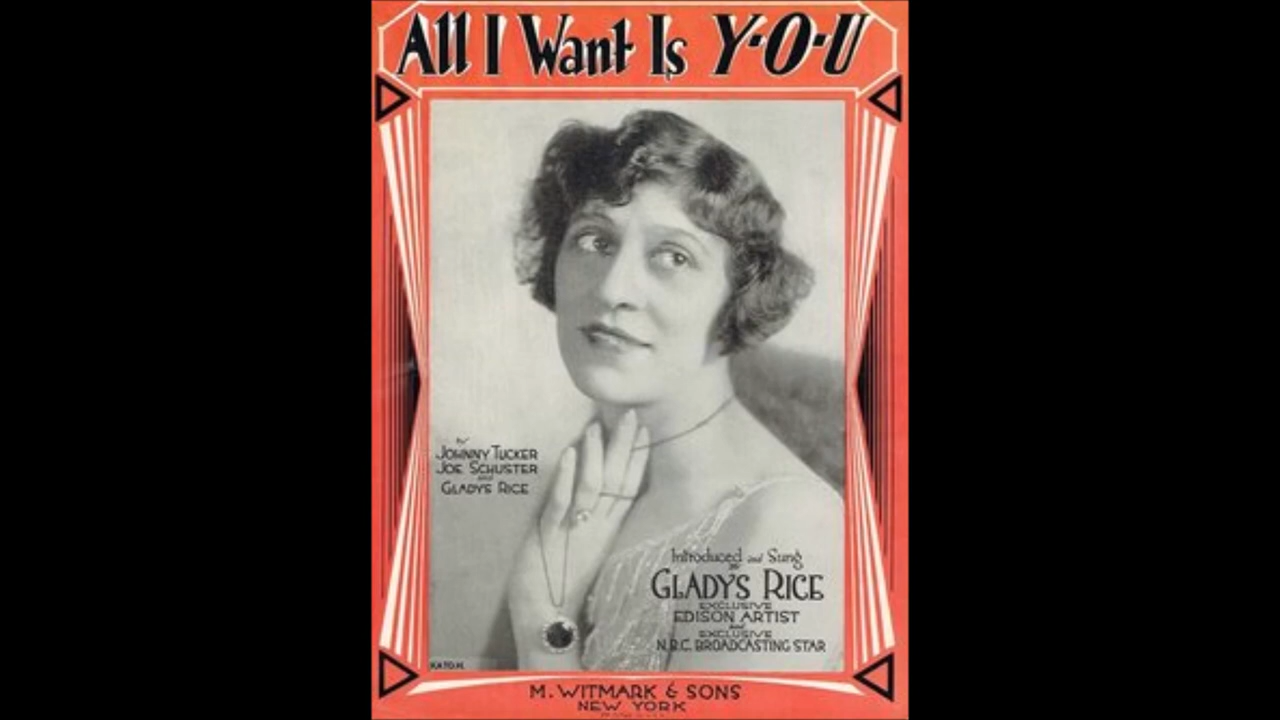 All I Want Is Y-O-U
by
JOHNNY TUCKER
JOE SCHUSTER
and
GLADYS RICE
Introduced and Sung
by
GLADYS RICE
EXCLUSIVE
EDISON ARTIST
and
EXCLUSIVE
N.B.C. BROADCASTING STAR
M. WITMARK & SONS
NEW YORK